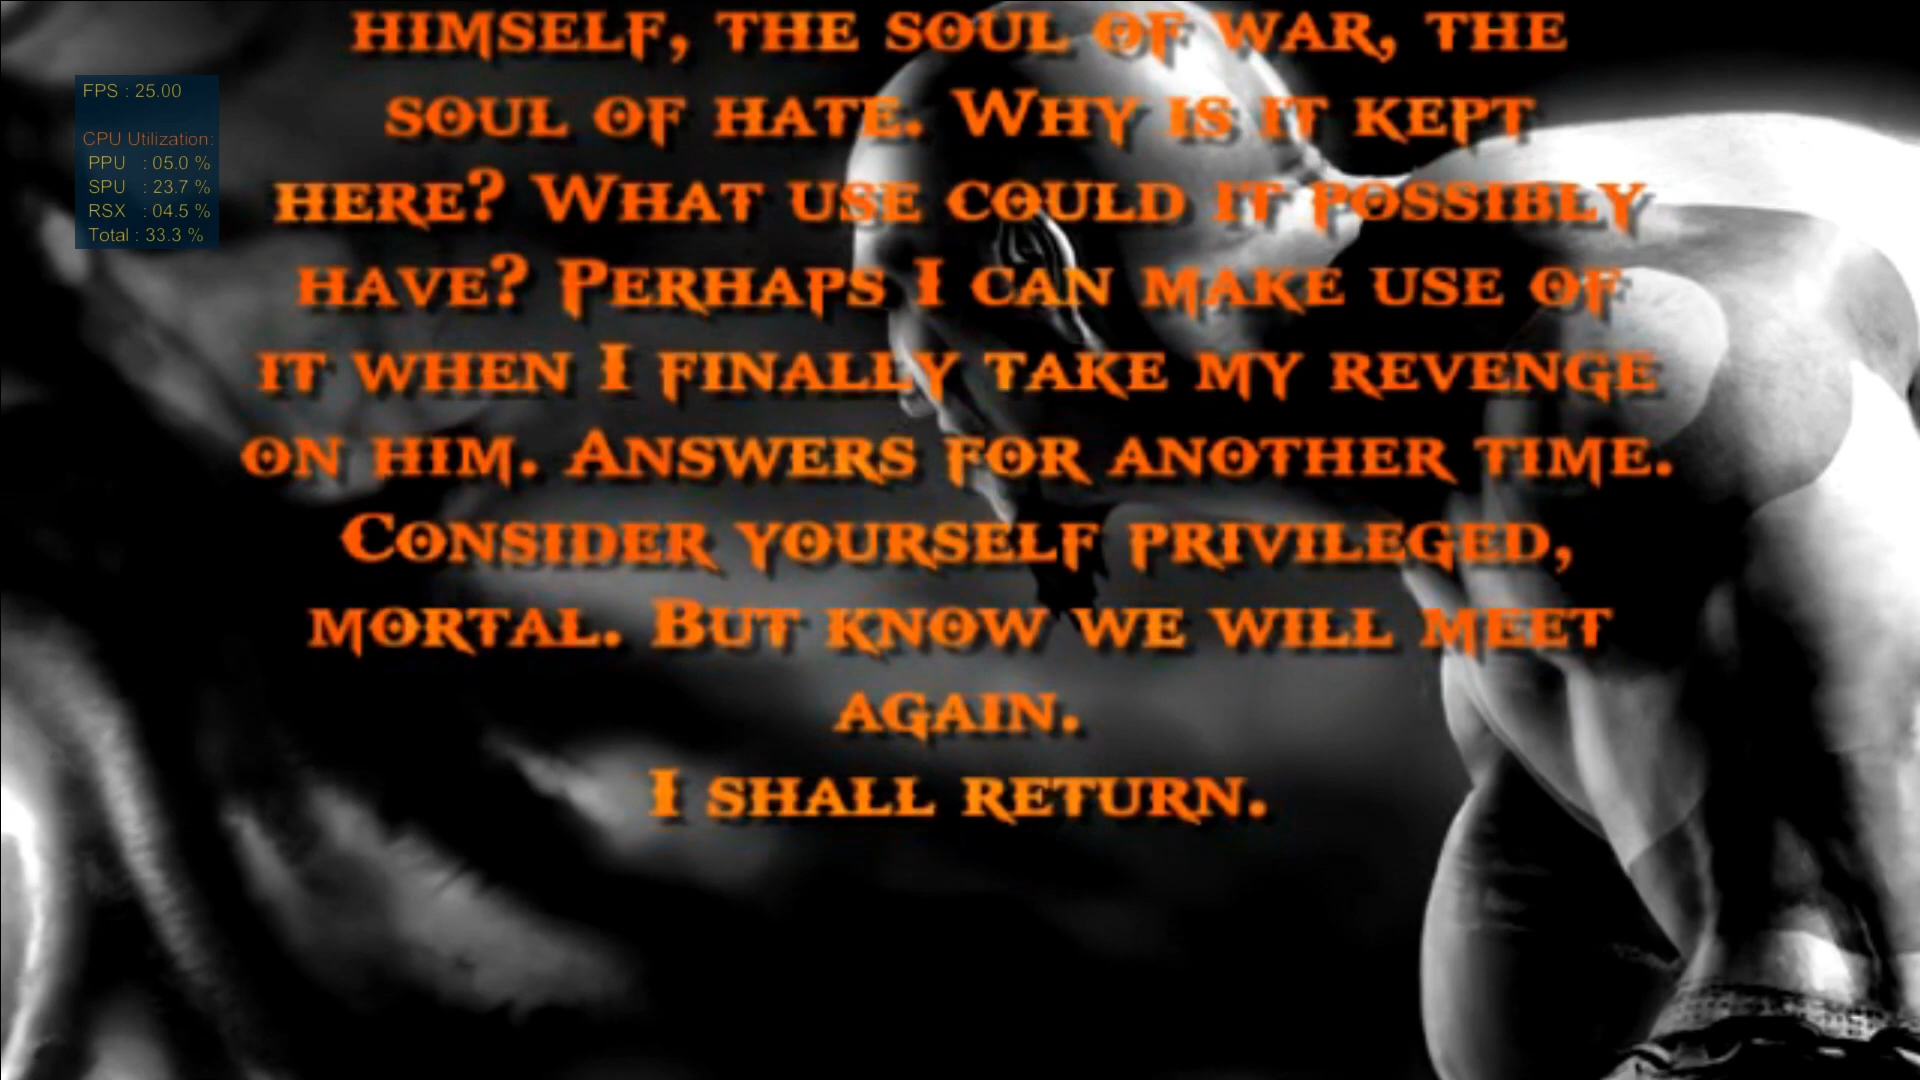 HIMSELF, THE SOUL OF WAR, THE
SOUL OF HATE. WHY IS IT KEPT
HERE? WHAT USE COULD IT POSSIBLY
HAVE? PERHAPS I CAN MAKE USE OF
IT WHEN I FINALLY TAKE MY REVENGE
ON HIM. ANSWERS FOR ANOTHER TIME.
CONSIDER YOURSELF PRIVILEGED,
MORTAL. BUT KNOW WE WILL MEET
AGAIN.
I SHALL RETURN.
FPS : 25.00
CPU Utilization:
PPU : 05.0 %
SPU : 23.7 %
RSX : 04.5 %
Total : 33.3 %